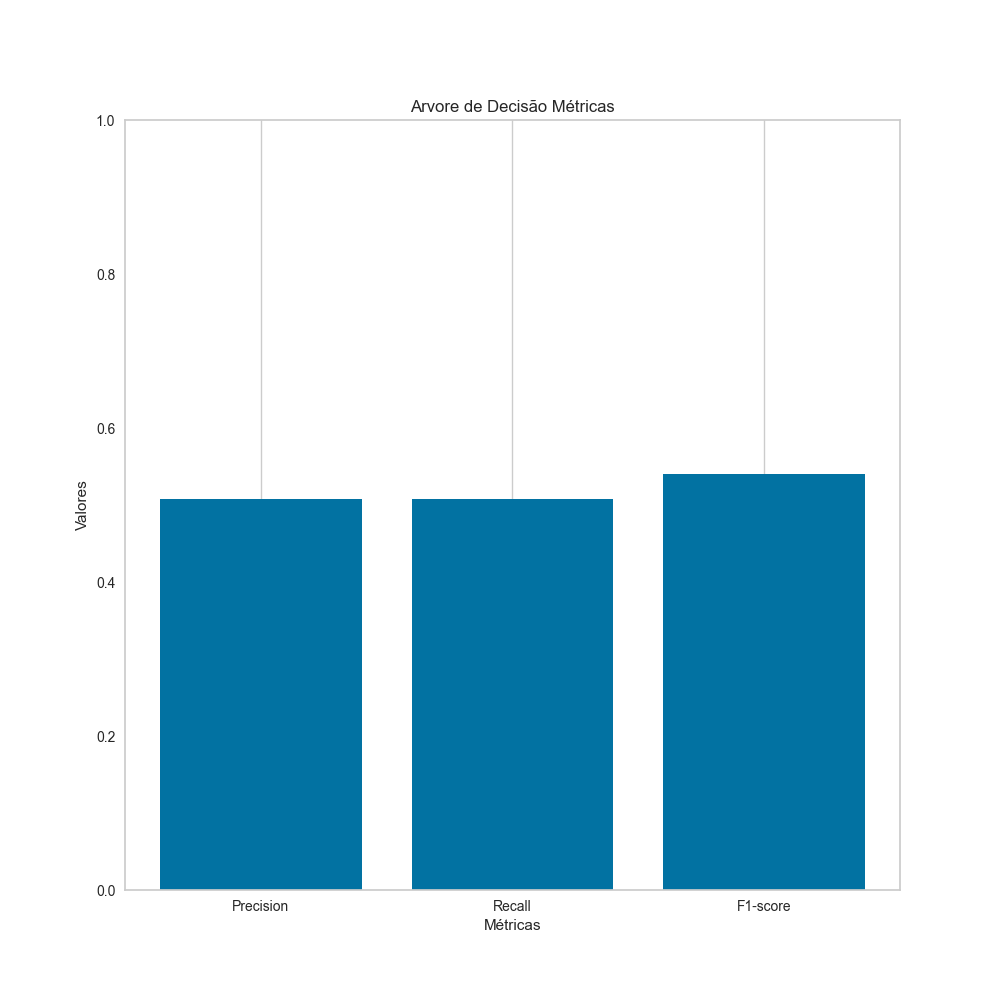 Arvore de Decisão Métricas
1.0
0.8
0.6
0.4
0.2
0.0
Valores
Precision
Recall
F1-score
Métricas